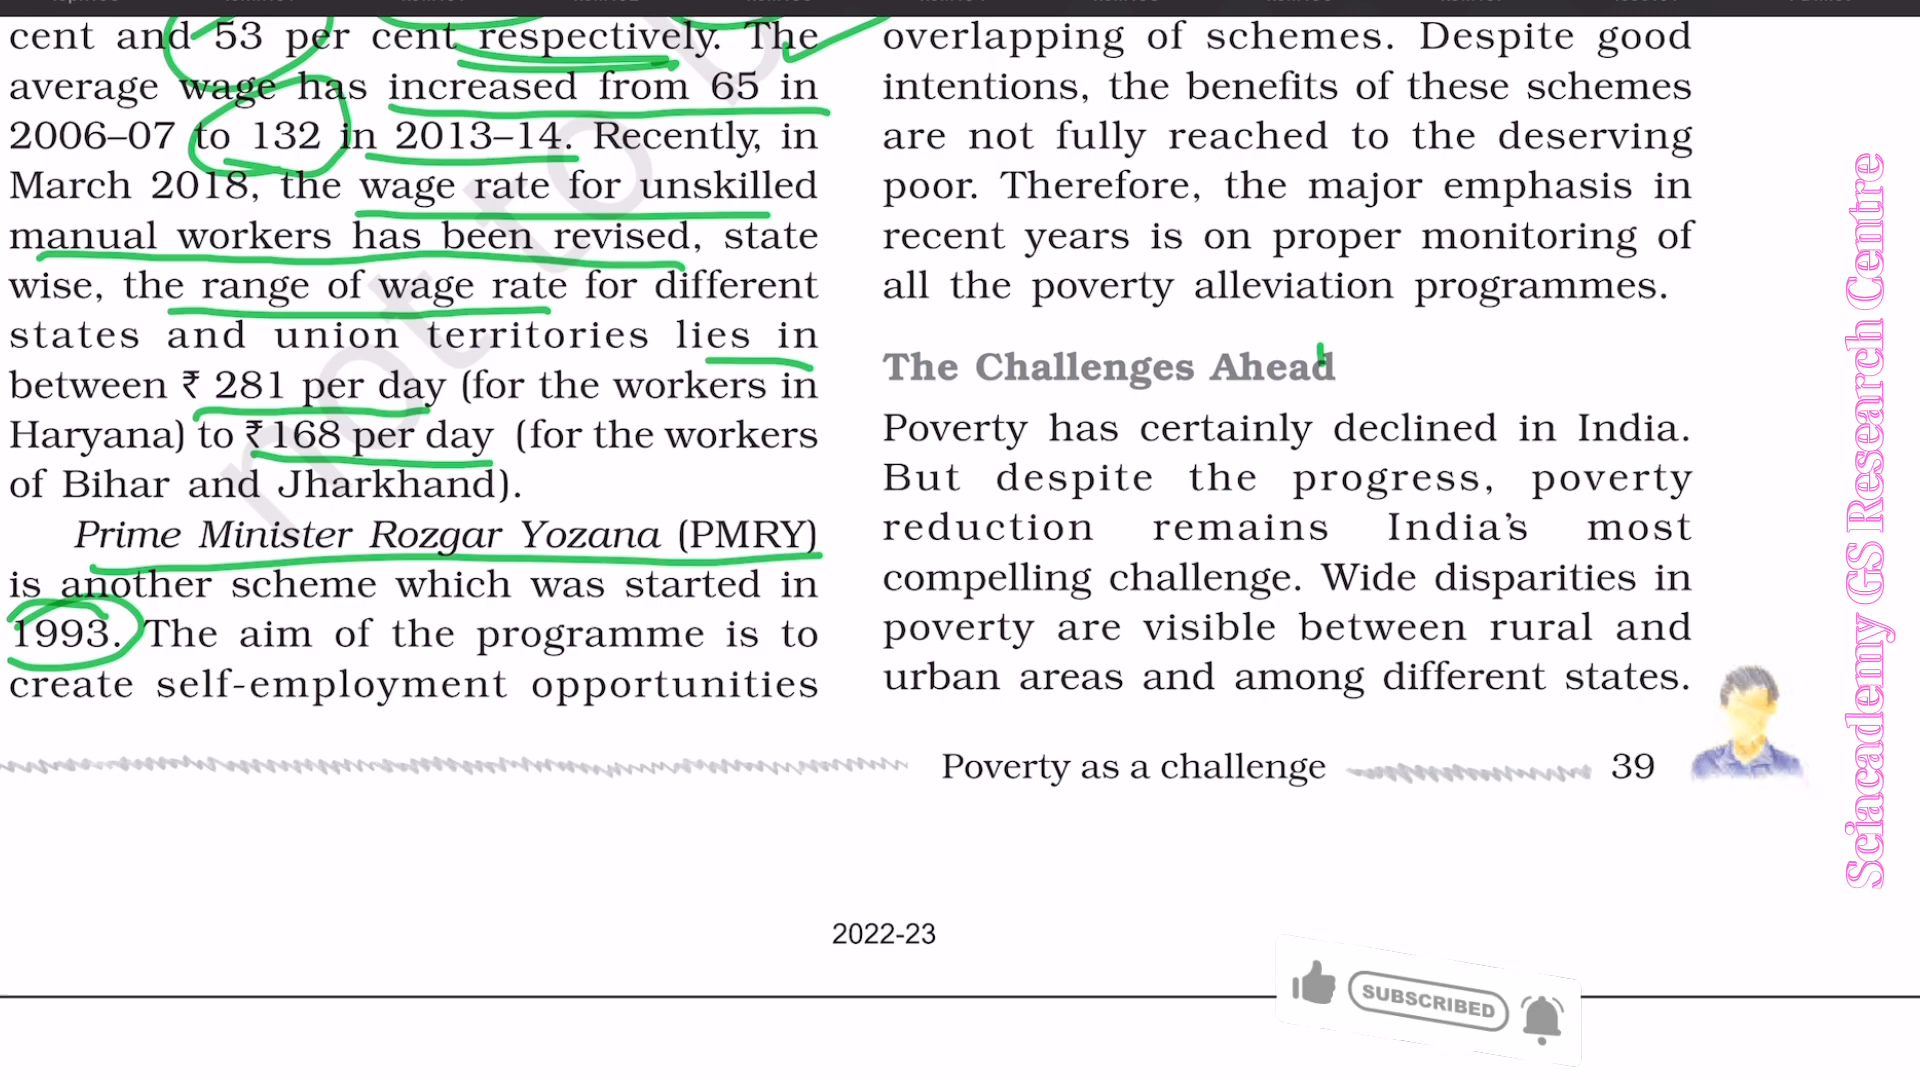 cent and 53 per cent respectively. The
average wage has increased from 65 in
2006–07 to 132 in 2013–14. Recently, in
March 2018, the wage rate for unskilled
manual workers has been revised, state
wise, the range of wage rate for different
states and union territories lies in
between ₹ 281 per day (for the workers in
Haryana) to ₹ 168 per day (for the workers
of Bihar and Jharkhand).
Prime Minister Rozgar Yozana (PMRY)
is another scheme which was started in
1993. The aim of the programme is to
create self-employment opportunities
overlapping of schemes. Despite good
intentions, the benefits of these schemes
are not fully reached to the deserving
poor. Therefore, the major emphasis in
recent years is on proper monitoring of
all the poverty alleviation programmes.
The Challenges Ahead
Poverty has certainly declined in India.
But despite the progress, poverty
reduction remains India's most
compelling challenge. Wide disparities in
poverty are visible between rural and
urban areas and among different states.
Poverty as a challenge 39
2022-23
SUBSCRIBED
Sciacademy GS Research Centre
not to